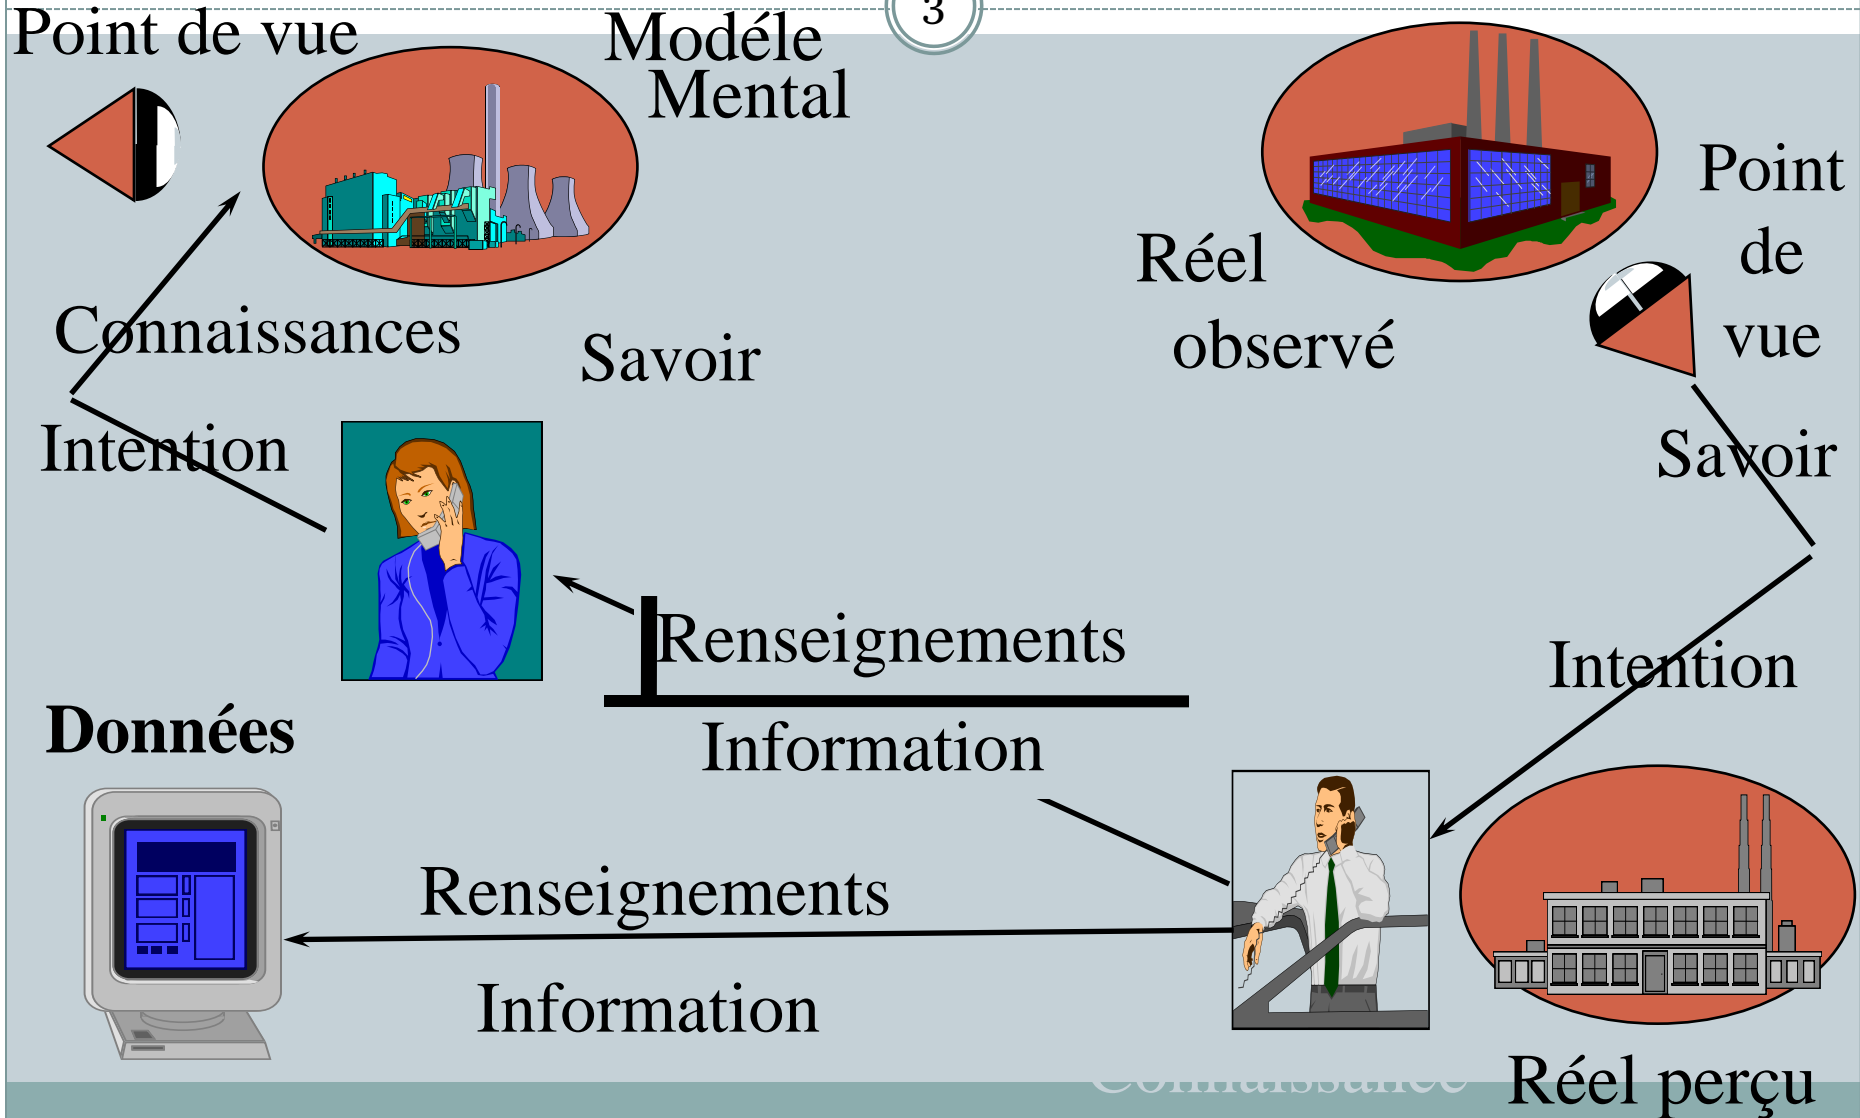 3
Point de vue
Modéle
Mental
Point
de
vue
Réel
observé
Connaissances
Savoir
Intention
Savoir
Renseignements
Intention
Données
Information
Renseignements
Information
Connaissance
Réel perçu